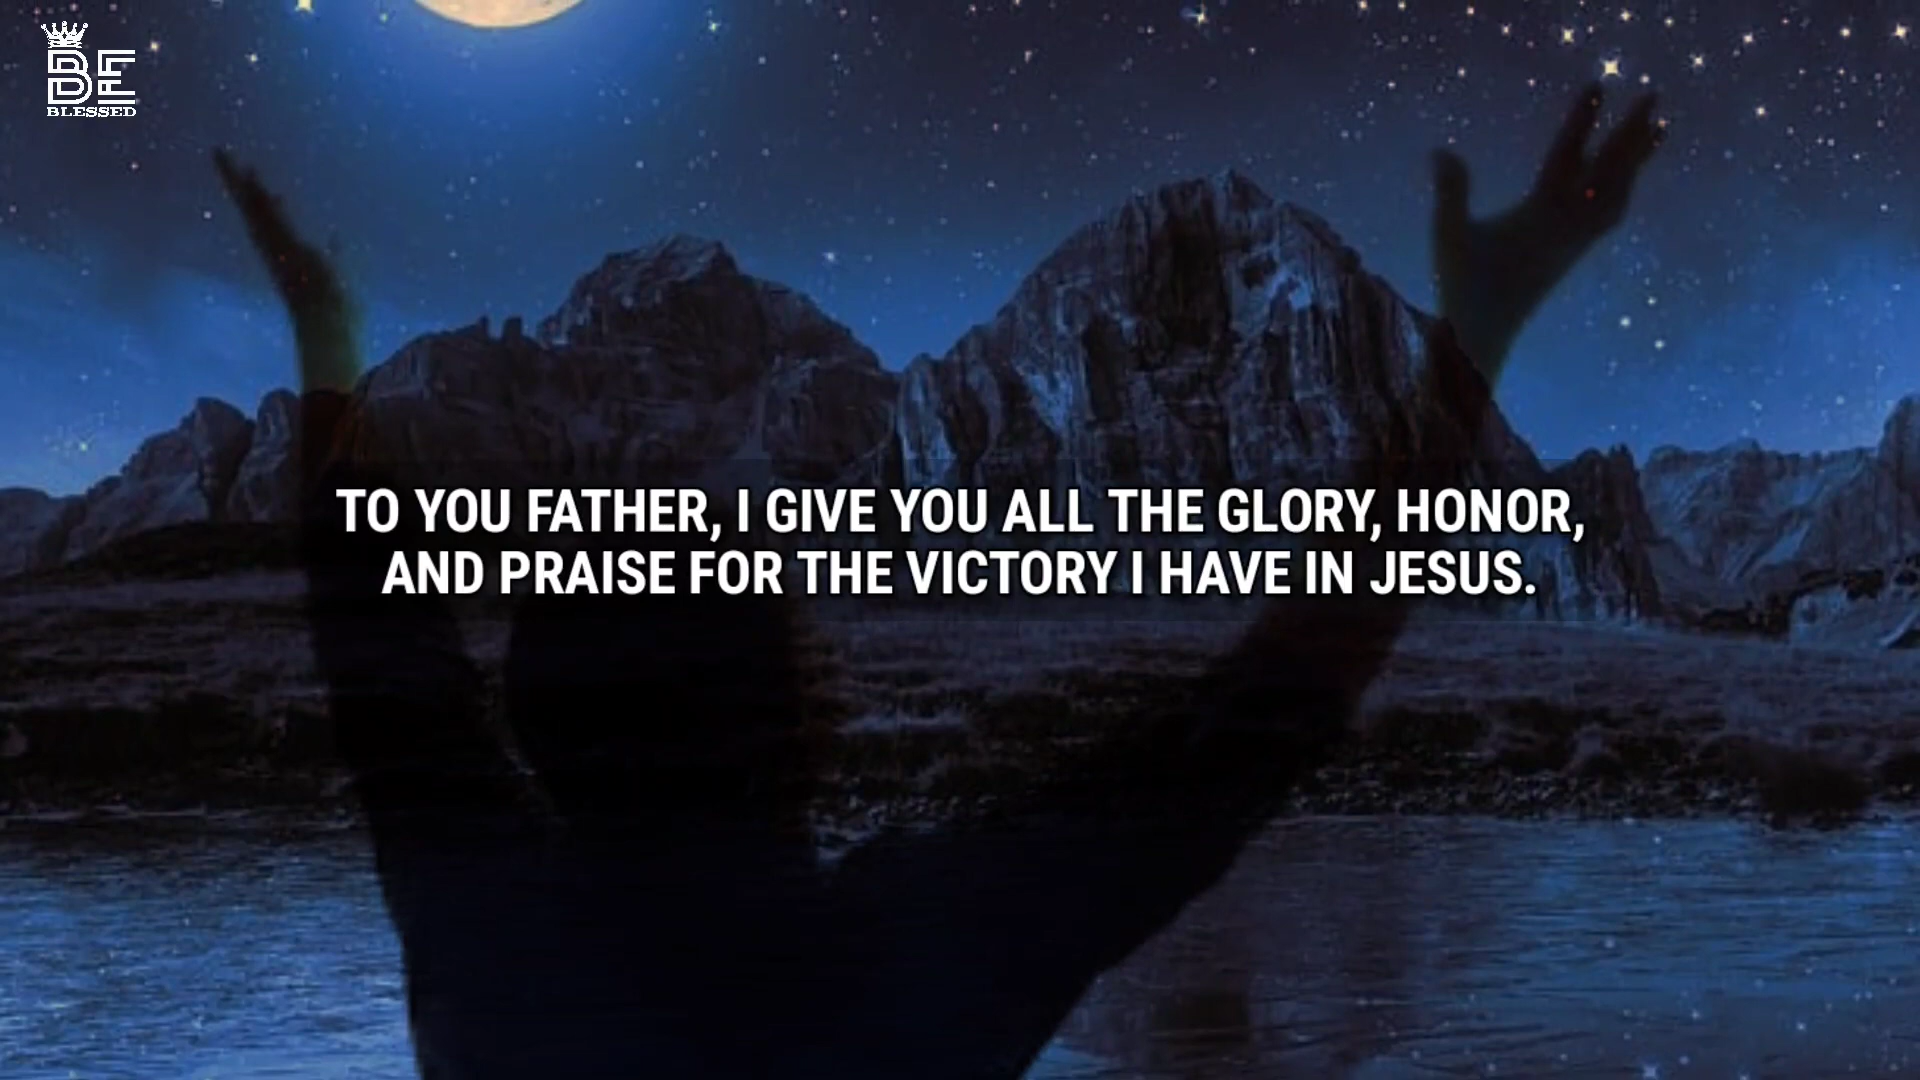 BE
BLESSED
TO YOU FATHER, I GIVE YOU ALL THE GLORY, HONOR,
AND PRAISE FOR THE VICTORY I HAVE IN JESUS.